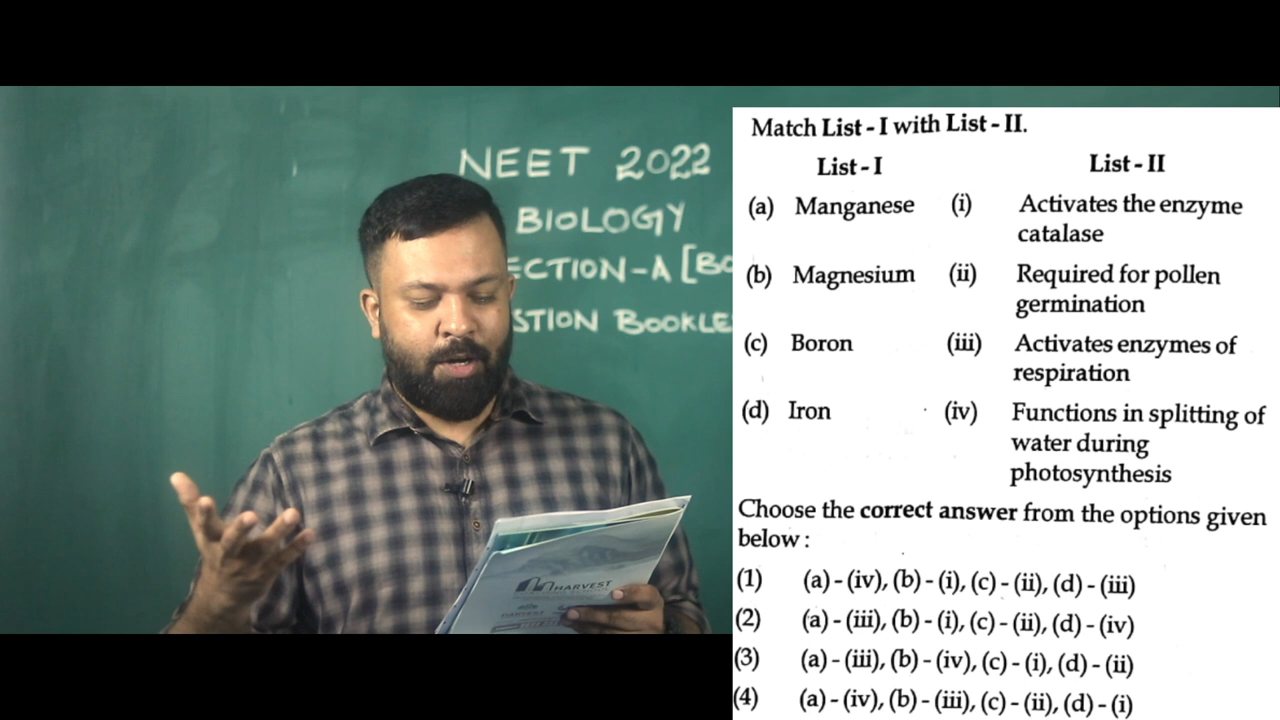 NEET 2022
BIOLOGY
ECTION-A [BO
STION BOOKLE
HARVEST
Match List - I with List - II.
List - I List - II
(a) Manganese (i) Activates the enzyme
catalase
(b) Magnesium (ii) Required for pollen
germination
(c) Boron (iii) Activates enzymes of
respiration
(d) Iron (iv) Functions in splitting of
water during
photosynthesis
Choose the correct answer from the options given
below :
(1) (a) - (iv), (b) - (i), (c) - (ii), (d) - (iii)
(2) (a) - (iii), (b) - (i), (c) - (ii), (d) - (iv)
(3) (a) - (iii), (b) - (iv), (c) - (i), (d) - (ii)
(4) (a) - (iv), (b) - (iii), (c) - (ii), (d) - (i)